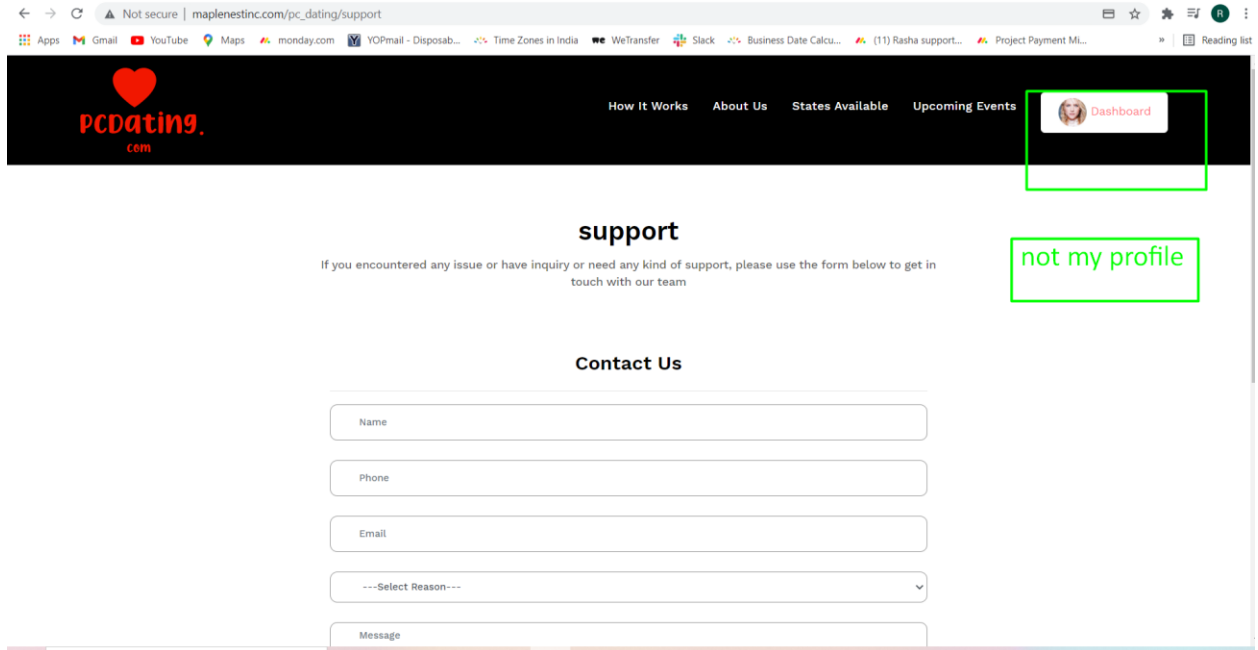 Not secure | maplenestinc.com/pc_dating/support
R
Apps Gmail YouTube Maps monday.com YOPmail - Disposab... Time Zones in India WeTransfer Slack Business Date Calcu... (11) Rasha support... Project Payment Mi... » Reading list
PCDating.
com
How It Works About Us States Available Upcoming Events Dashboard
support
If you encountered any issue or have inquiry or need any kind of support, please use the form below to get in
touch with our team
not my profile
Contact Us
Name
Phone
Email
---Select Reason---
Message